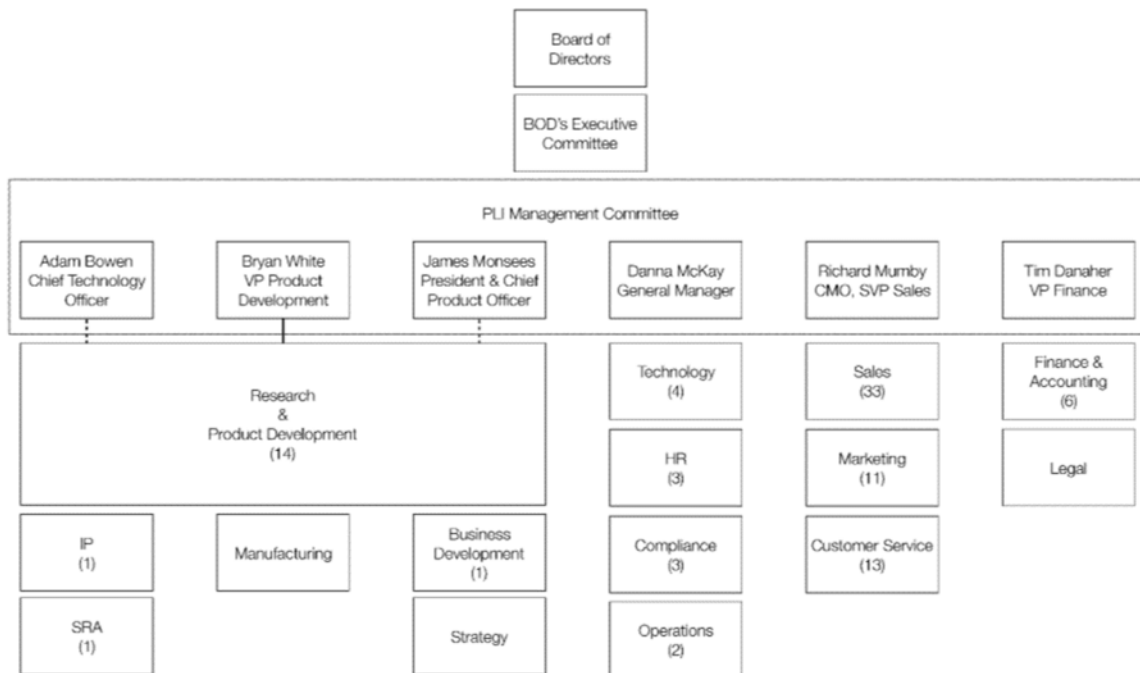 Board of
Directors
BOD's Executive
Committee
PLI Management Committee
Adam Bowen
Chief Technology
Officer
Bryan White
VP Product
Development
James Monsees
President & Chief
Product Officer
Danna McKay
General Manager
Richard Mumby
CMO, SVP Sales
Tim Danaher
VP Finance
Research
&
Product Development
(14)
Technology
(4)
Sales
(33)
Finance &
Accounting
(6)
HR
(3)
Marketing
(11)
Legal
IP
(1)
Manufacturing
Business
Development
(1)
Compliance
(3)
Customer Service
(13)
SRA
(1)
Strategy
Operations
(2)